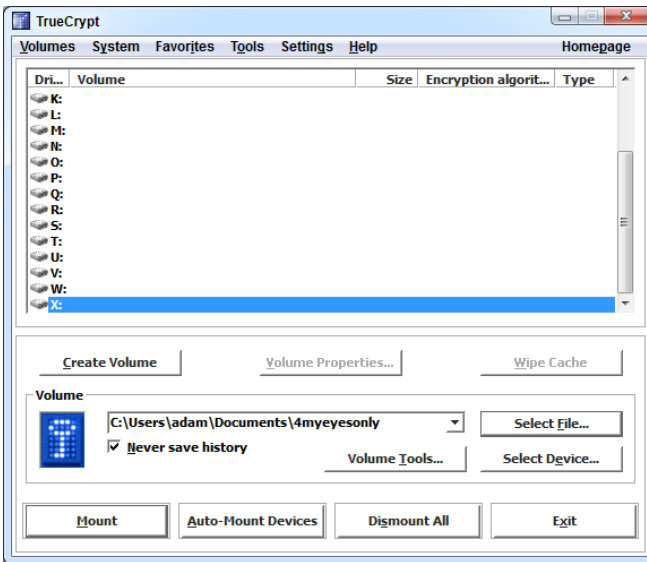 TrueCrypt
Volumes System Favorites Tools Settings Help Homepage
Dri... Volume Size Encryption algorit... Type
K:
L:
M:
N:
O:
P:
Q:
R:
S:
T:
U:
V:
W:
X:
Create Volume Volume Properties... Wipe Cache
Volume
C:\Users\adam\Documents\4myeyesonly Select File...
Never save history
Volume Tools... Select Device...
Mount Auto-Mount Devices Dismount All Exit